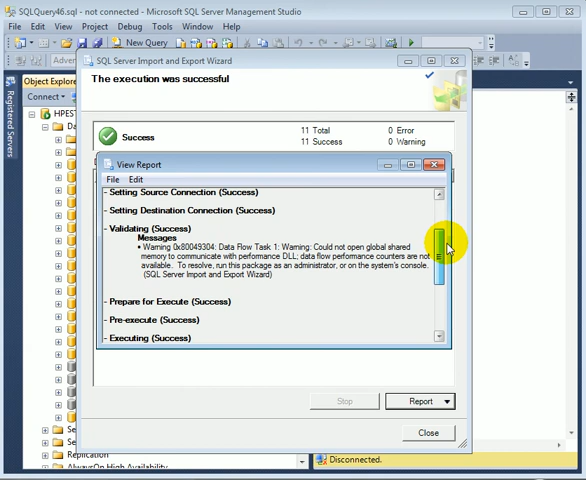 SQLQuery46.sql - not connected - Microsoft SQL Server Management Studio
File Edit View Project Debug Tools Window Community Help
New Query
Object Explorer
Connect
Registered Servers
SQL Server Import and Export Wizard
The execution was successful
Success
11 Total 0 Error
11 Success 0 Warning
View Report
File Edit
- Setting Source Connection (Success)
- Setting Destination Connection (Success)
- Validating (Success)
Messages
• Warning 0x80049304: Data Flow Task 1: Warning: Could not open global shared
memory to communicate with performance DLL; data flow performance counters are not
available. To resolve, run this package as an administrator, or on the system's console.
(SQL Server Import and Export Wizard)
- Prepare for Execute (Success)
- Pre-execute (Success)
- Executing (Success)
Stop Report
Close
Replication
AlwaysOn High Availability
Disconnected.